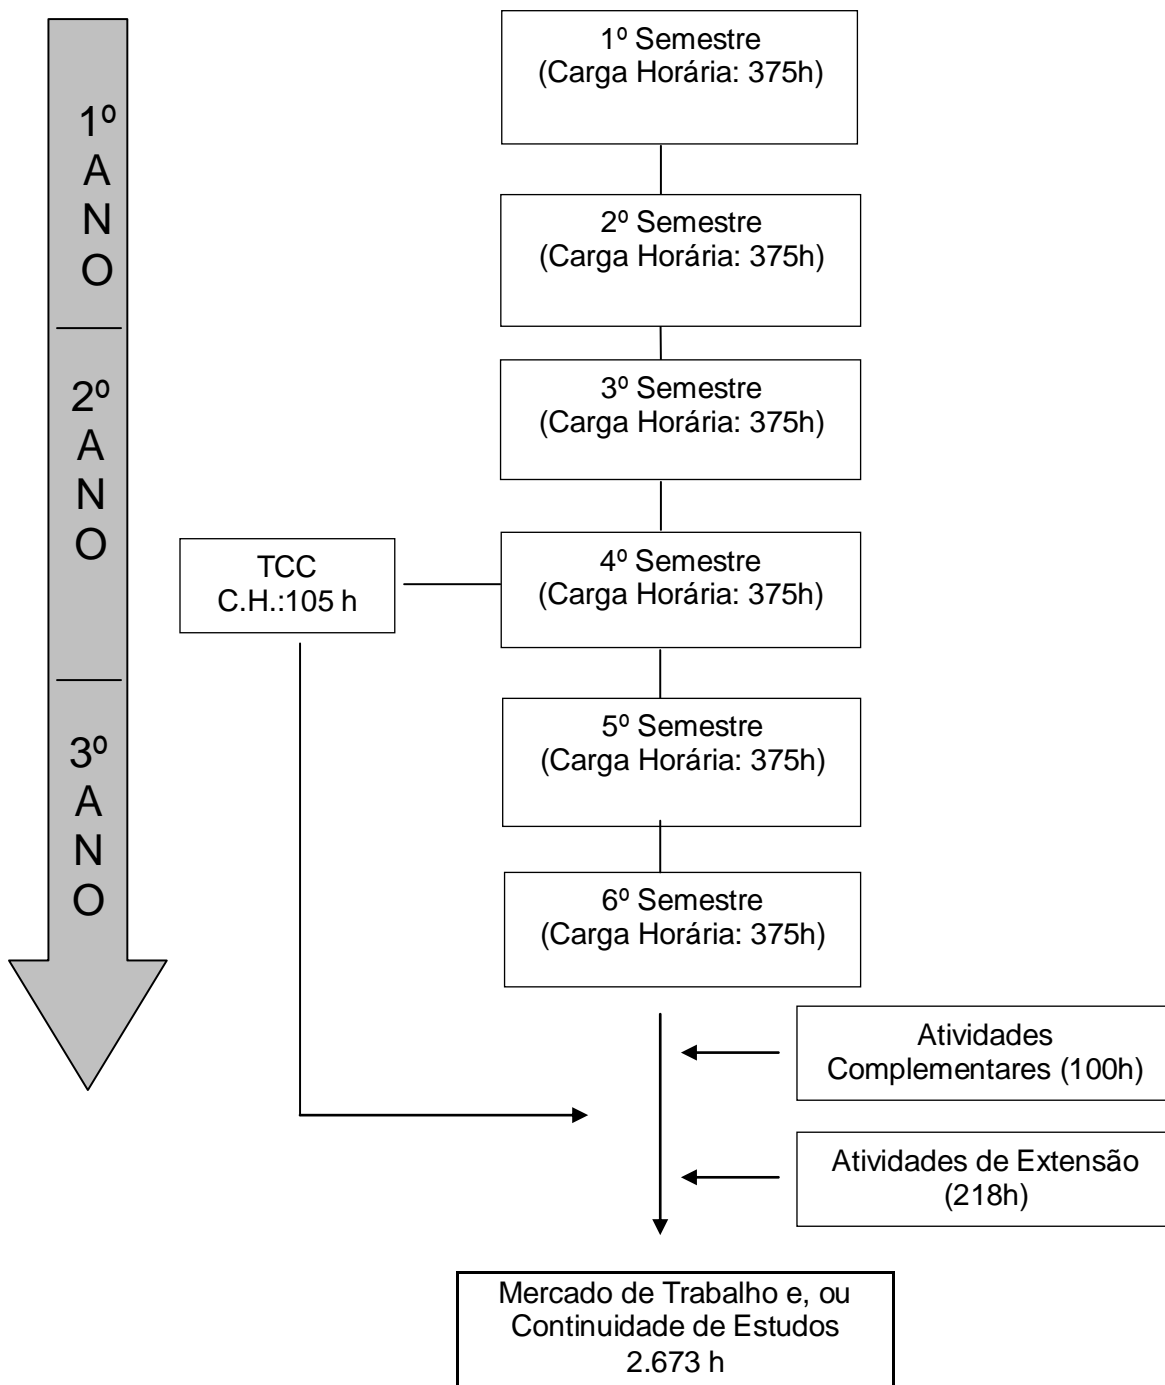 1º
A
N
O
2º
A
N
O
3º
A
N
O
1º Semestre
(Carga Horária: 375h)
2º Semestre
(Carga Horária: 375h)
3º Semestre
(Carga Horária: 375h)
TCC
C.H.:105 h
4º Semestre
(Carga Horária: 375h)
5º Semestre
(Carga Horária: 375h)
6º Semestre
(Carga Horária: 375h)
Atividades
Complementares (100h)
Atividades de Extensão
(218h)
Mercado de Trabalho e, ou
Continuidade de Estudos
2.673 h